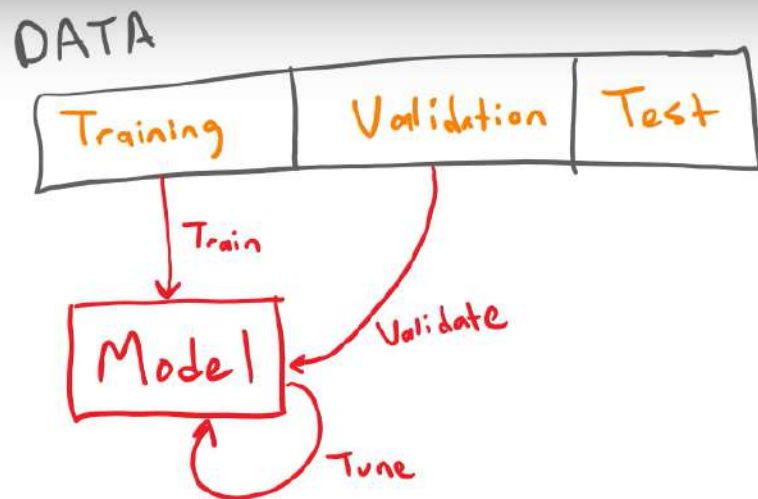 DATA
Training Validation Test
Train
Validate
Model
Tune